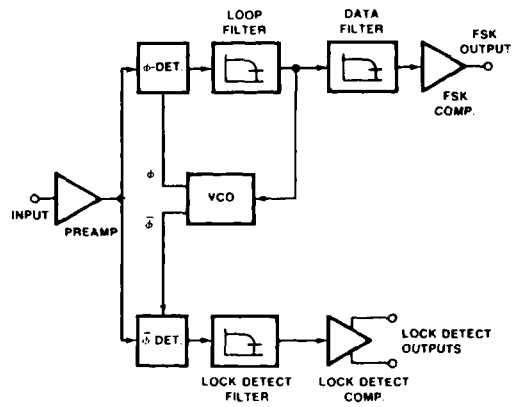 LOOP
FILTER
DATA
FILTER
FSK
OUTPUT
ϕ-DET.
FSK
COMP.
ϕ
VCO
INPUT
PREAMP
ϕ̅
ϕ̅ DET.
LOCK DETECT
OUTPUTS
LOCK DETECT
FILTER
LOCK DETECT
COMP.